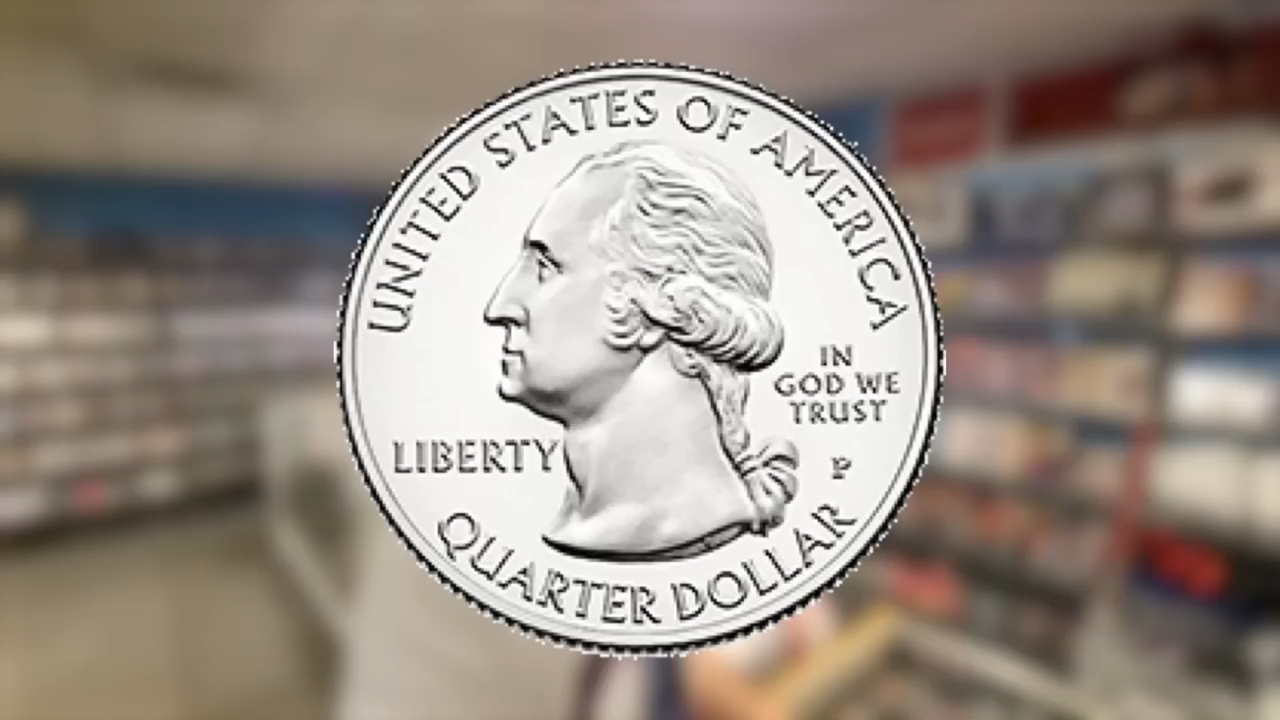 UNITED STATES OF AMERICA
IN
GOD WE
TRUST
LIBERTY
P
QUARTER DOLLAR